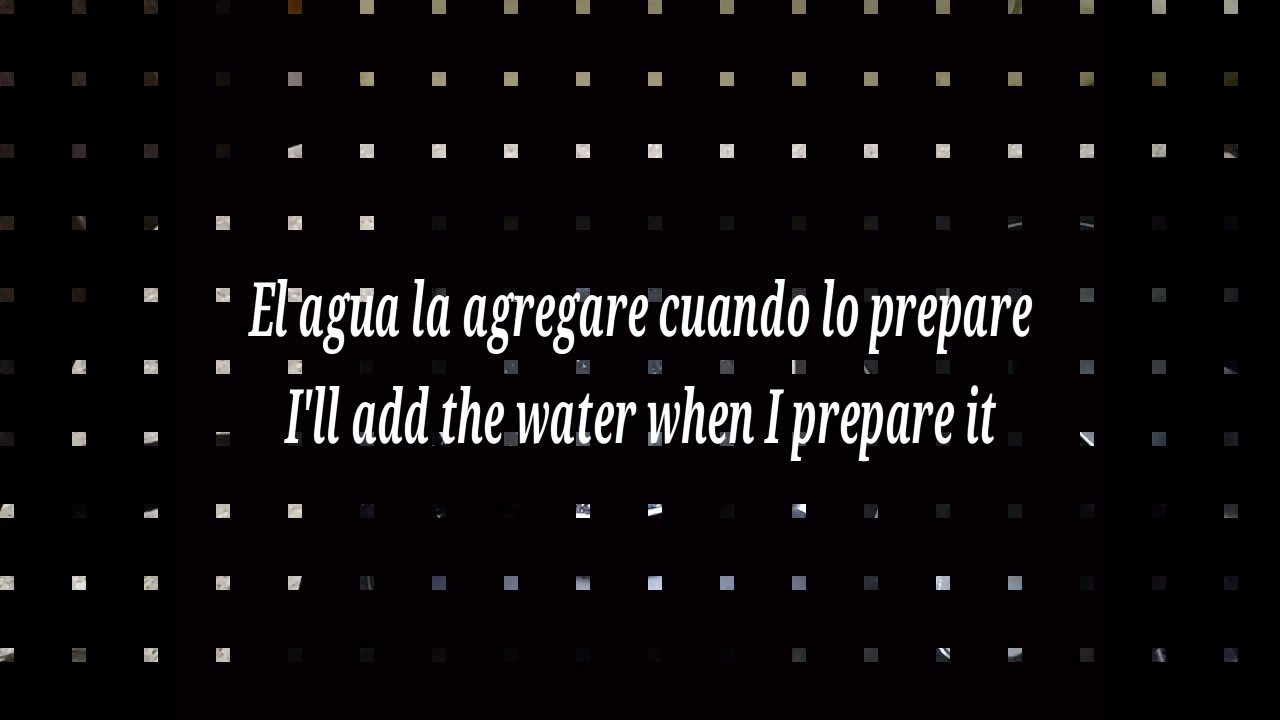 El agua la agregare cuando lo prepare
I'll add the water when I prepare it